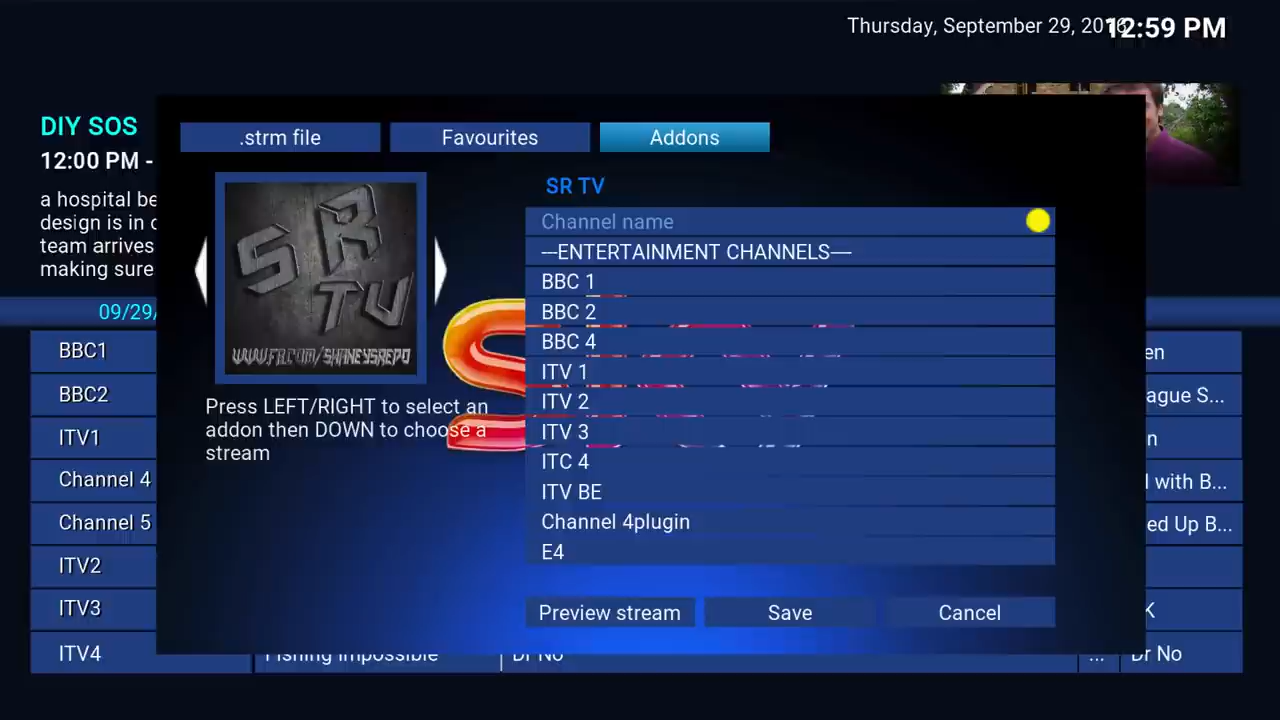 Thursday, September 29, 2016
12:59 PM
DIY SOS
12:00 PM -
a hospital be
design is in c
team arrives
making sure
.strm file
Favourites
Addons
S R
TV
WWW.FB.COM/SHANEYSREPO
Press LEFT/RIGHT to select an
addon then DOWN to choose a
stream
SR TV
Channel name
---ENTERTAINMENT CHANNELS---
BBC 1
BBC 2
BBC 4
ITV 1
ITV 2
ITV 3
ITC 4
ITV BE
Channel 4plugin
E4
Preview stream
Save
Cancel
09/29/
BBC1
en
BBC2
ague S...
ITV1
n
Channel 4
l with B...
Channel 5
ed Up B...
ITV2
ITV3
K
ITV4
Fishing Impossible
Dr No
...
Dr No